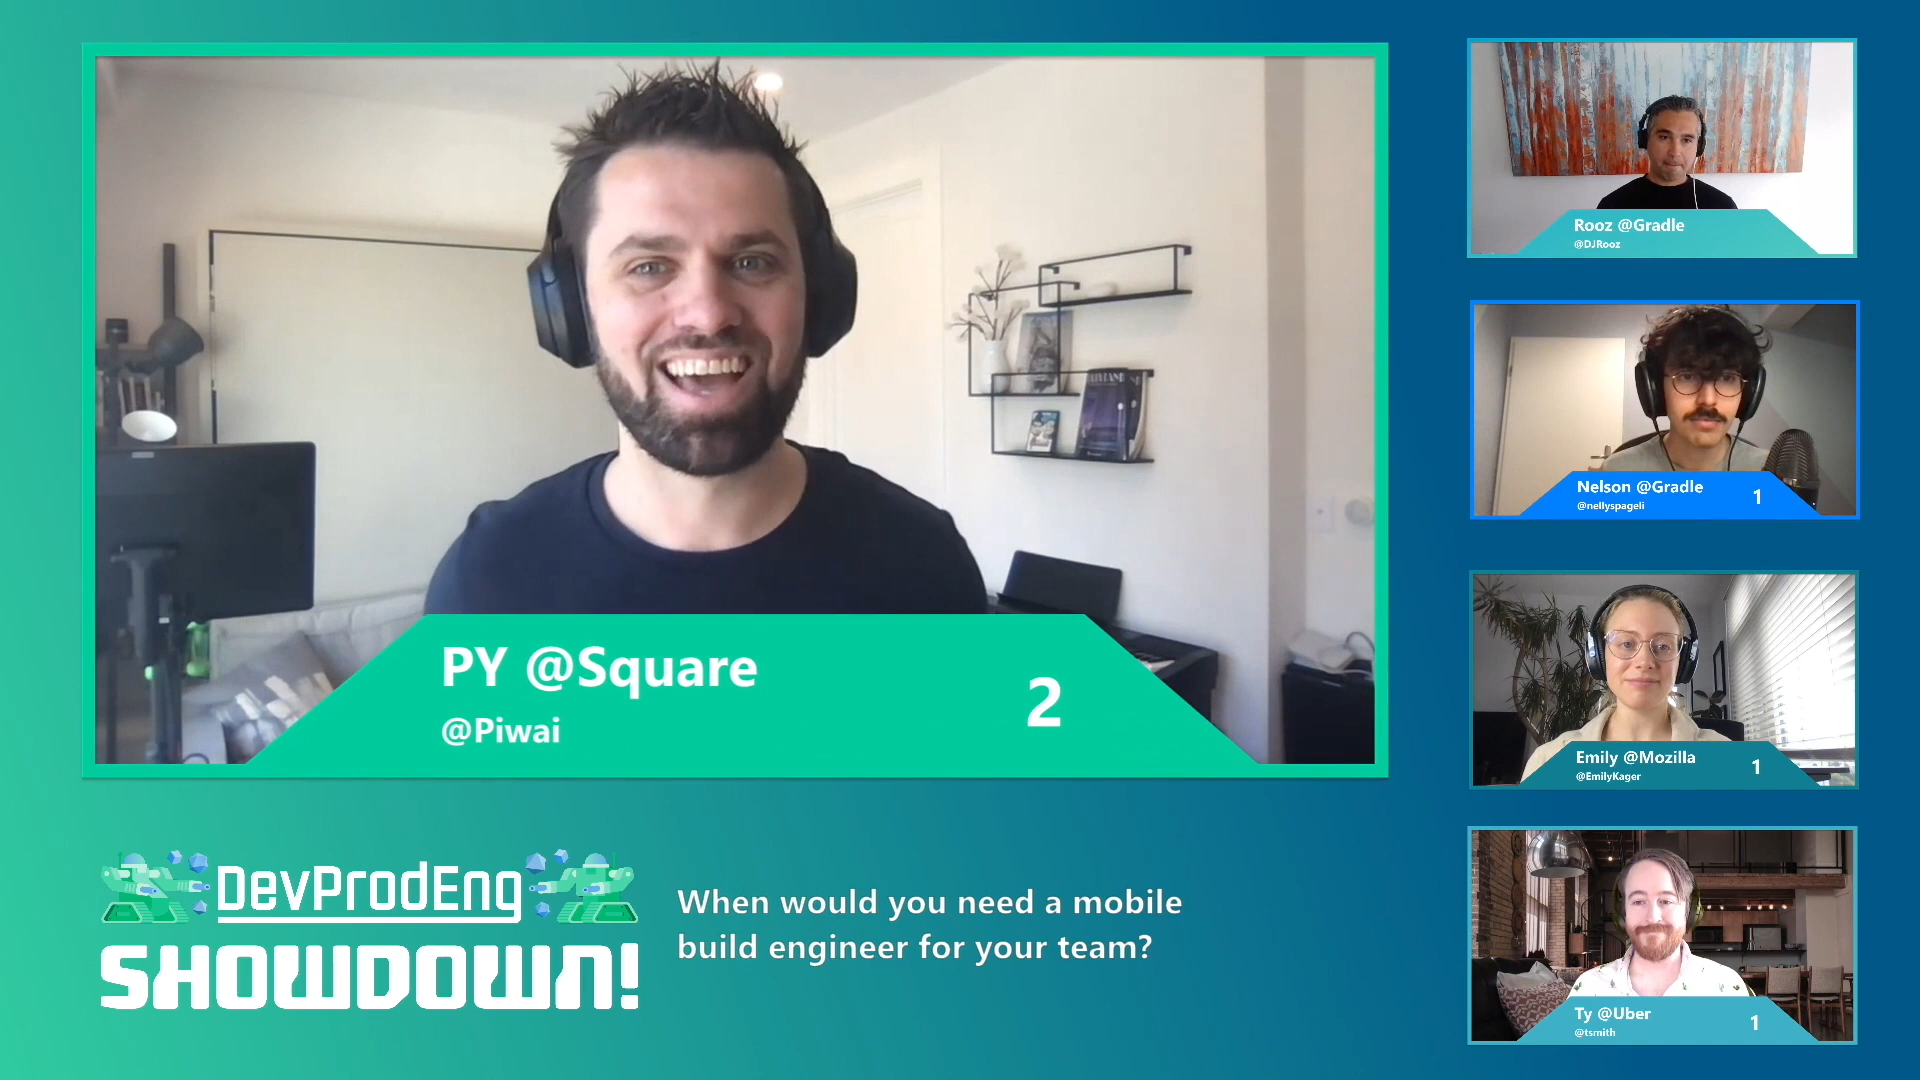 PY @Square
@Piwai
2
DevProdEng
SHOWDOWN!
When would you need a mobile
build engineer for your team?
Rooz @Gradle
@DJRooz
Nelson @Gradle
@nellyspageli
1
Emily @Mozilla
@EmilyKager
1
Ty @Uber
@tsmith
1